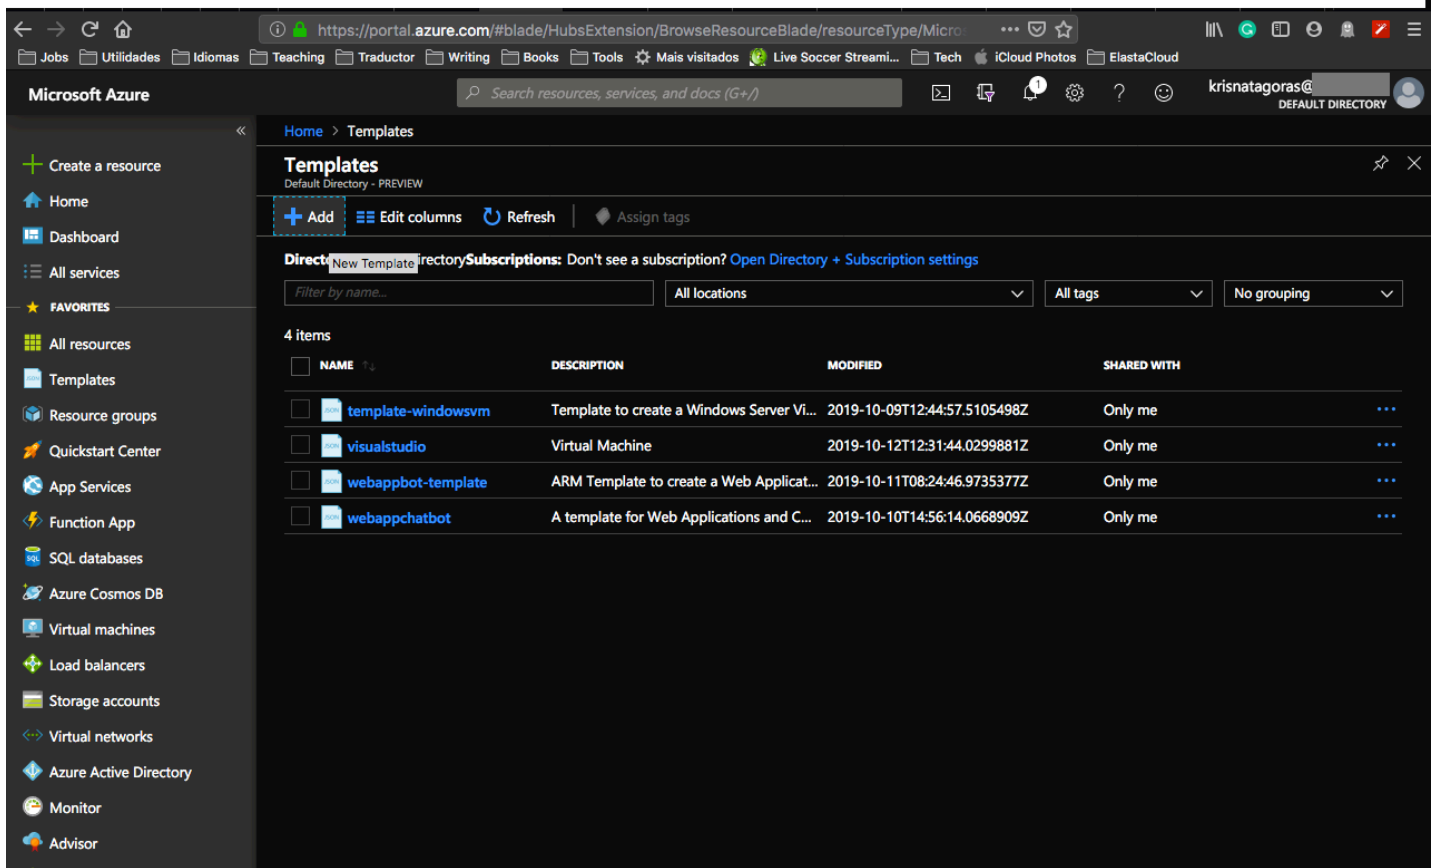 https://portal.azure.com/#blade/HubsExtension/BrowseResourceBlade/resourceType/Micro
Jobs Utilidades Idiomas Teaching Traductor Writing Books Tools Mais visitados Live Soccer Streami... Tech iCloud Photos ElastaCloud
Microsoft Azure
Search resources, services, and docs (G+/)
1
krisnatagoras@
DEFAULT DIRECTORY
Home > Templates
Templates
Default Directory - PREVIEW
Add Edit columns Refresh Assign tags
New Template
Subscriptions: Don't see a subscription? Open Directory + Subscription settings
Filter by name... All locations All tags No grouping
4 items
NAME DESCRIPTION MODIFIED SHARED WITH
template-windowsvm Template to create a Windows Server Vi... 2019-10-09T12:44:57.5105498Z Only me
visualstudio Virtual Machine 2019-10-12T12:31:44.0299881Z Only me
webappbot-template ARM Template to create a Web Applicat... 2019-10-11T08:24:46.9735377Z Only me
webappchatbot A template for Web Applications and C... 2019-10-10T14:56:14.0668909Z Only me
Create a resource
Home
Dashboard
All services
FAVORITES
All resources
Templates
Resource groups
Quickstart Center
App Services
Function App
SQL databases
Azure Cosmos DB
Virtual machines
Load balancers
Storage accounts
Virtual networks
Azure Active Directory
Monitor
Advisor